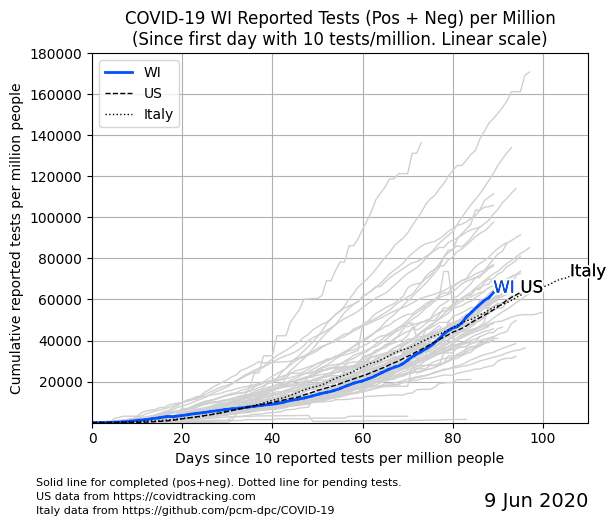 COVID-19 WI Reported Tests (Pos + Neg) per Million
(Since first day with 10 tests/million. Linear scale)
Cumulative reported tests per million people
180000
160000
140000
120000
100000
80000
60000
40000
20000
WI
US
Italy
WI US Italy
0 20 40 60 80 100
Days since 10 reported tests per million people
Solid line for completed (pos+neg). Dotted line for pending tests.
US data from https://covidtracking.com
Italy data from https://github.com/pcm-dpc/COVID-19
9 Jun 2020